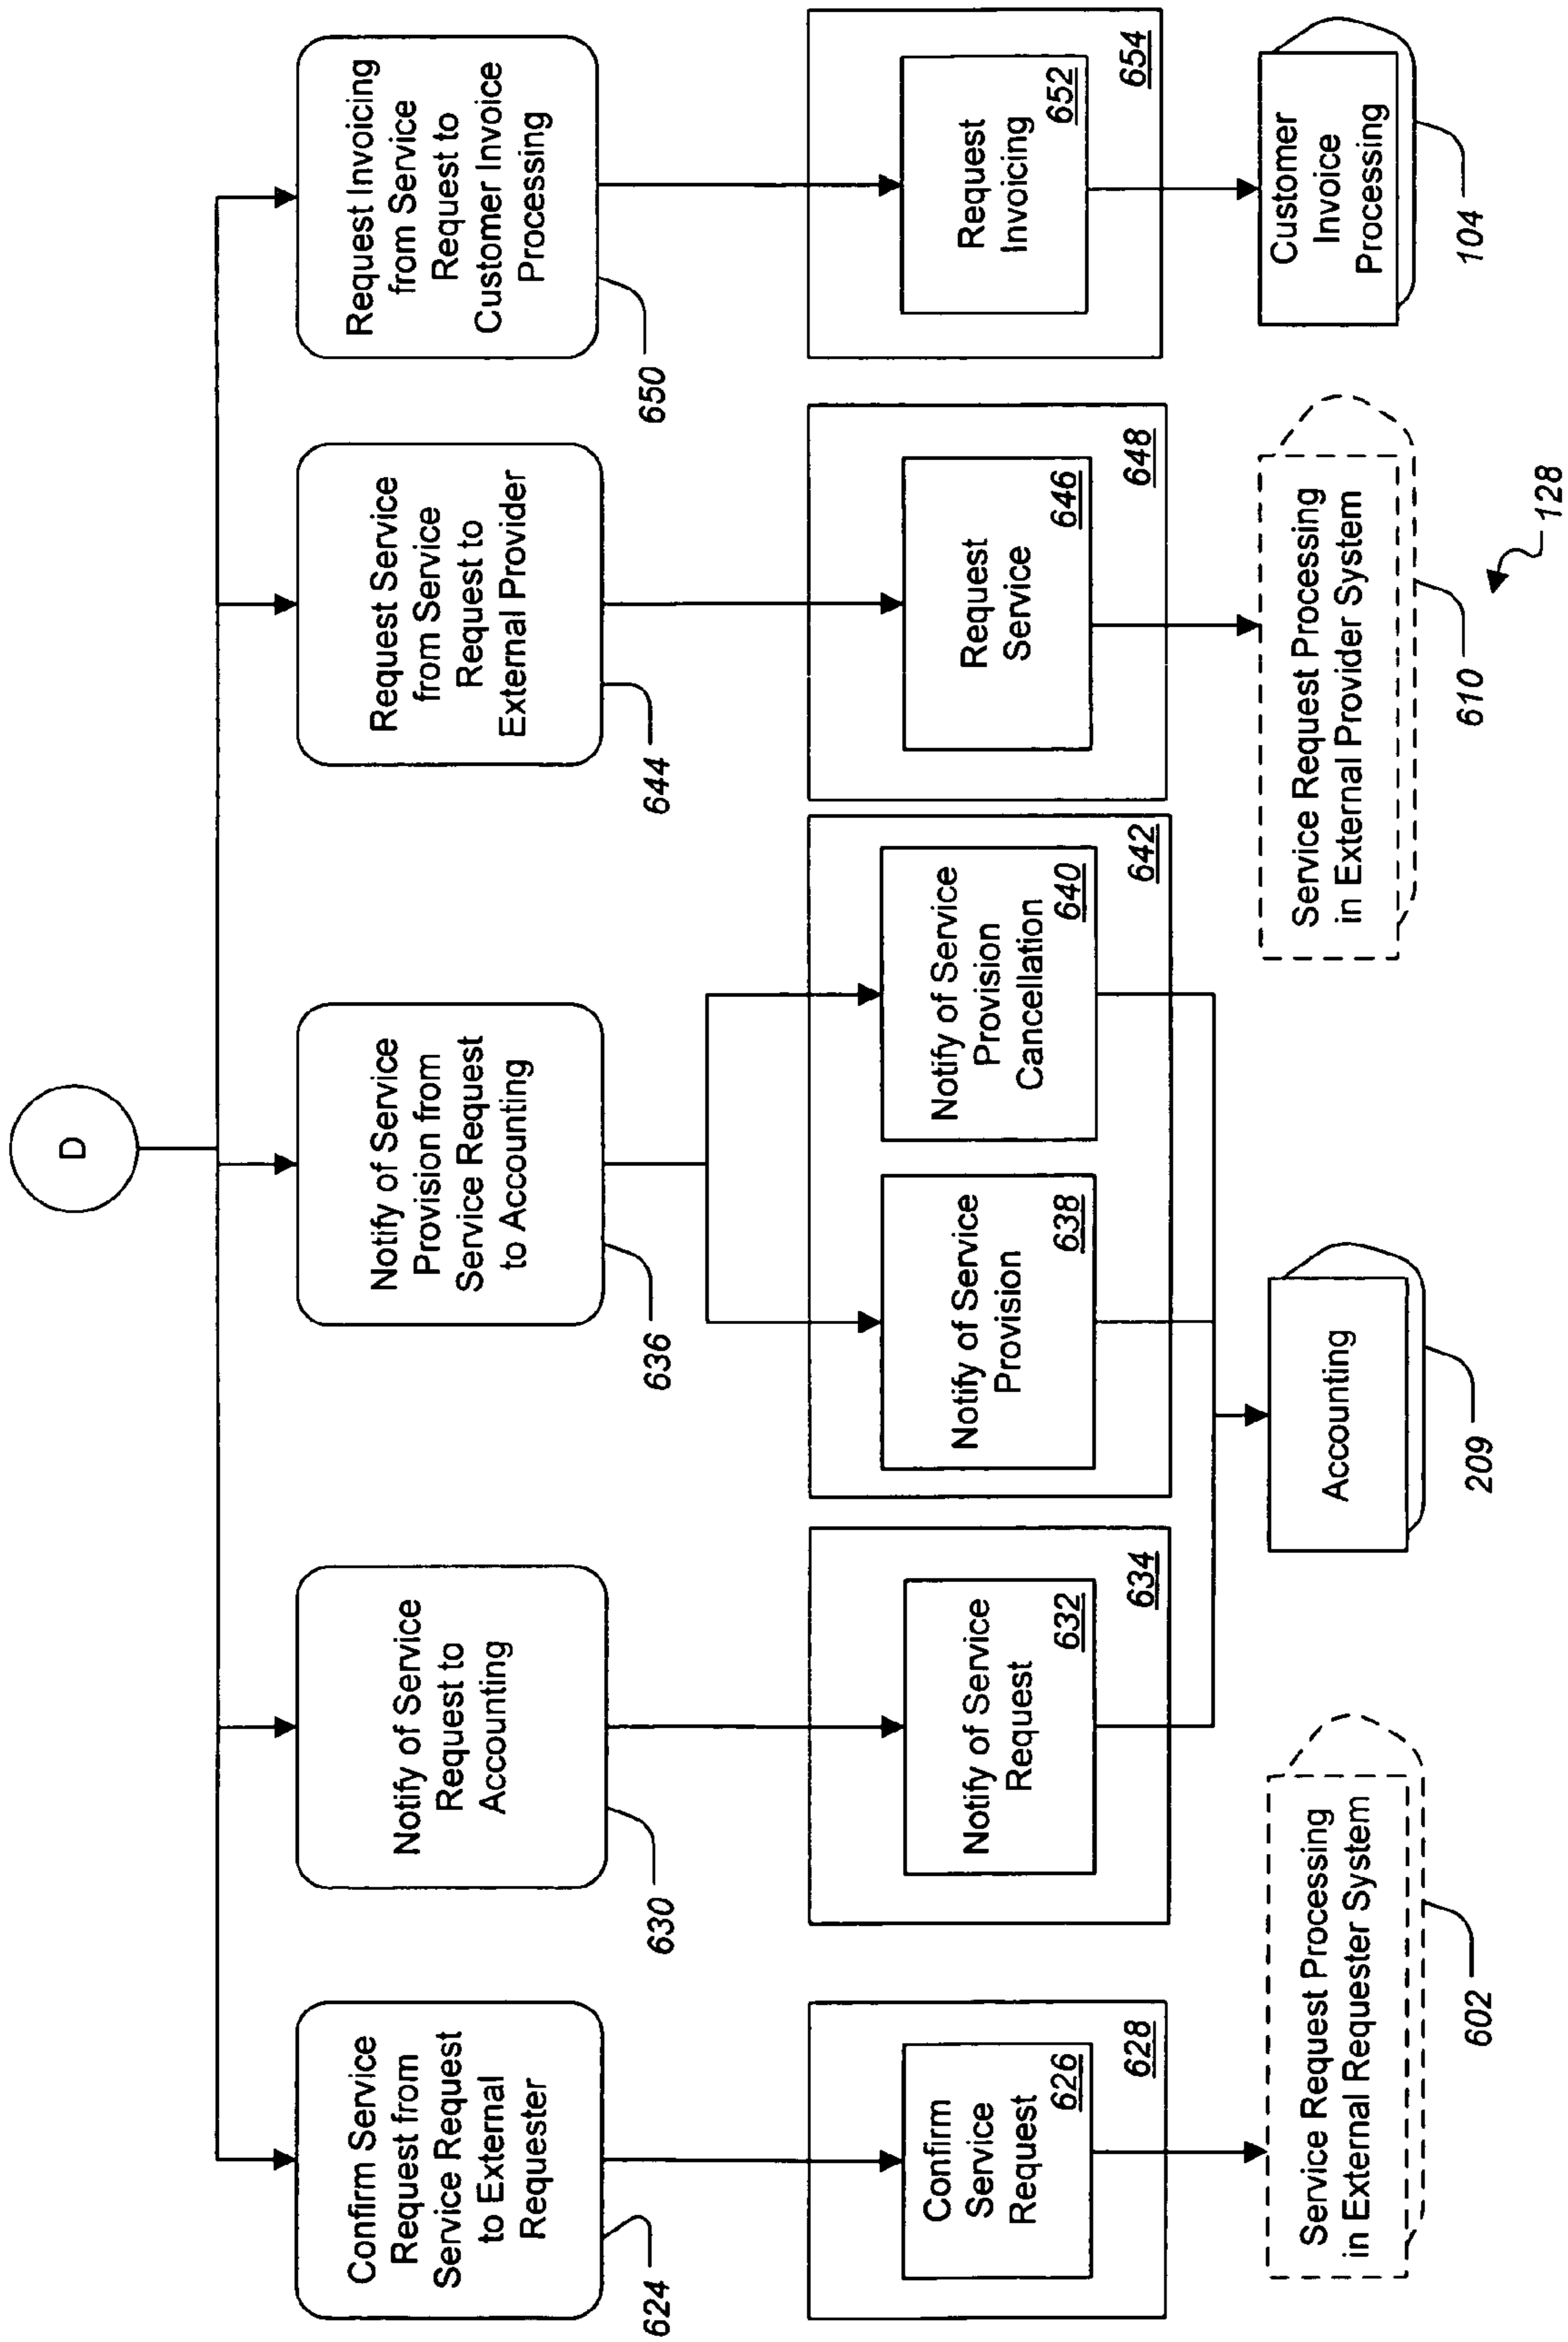 D
Confirm Service
Request from
Service Request
to External
Requester
624
Notify of Service
Request to
Accounting
630
Notify of Service
Provision from
Service Request
to Accounting
636
Request Service
from Service
Request to
External Provider
644
Request Invoicing
from Service
Request to
Customer Invoice
Processing
650
Confirm
Service
Request
626
628
Notify of Service
Request
632
634
Notify of Service
Provision
638
Notify of Service
Provision
Cancellation
640
642
Request
Service
646
648
Request
Invoicing
652
654
Service Request Processing
in External Requester System
602
Accounting
209
Service Request Processing
in External Provider System
610
Customer
Invoice
Processing
104
128